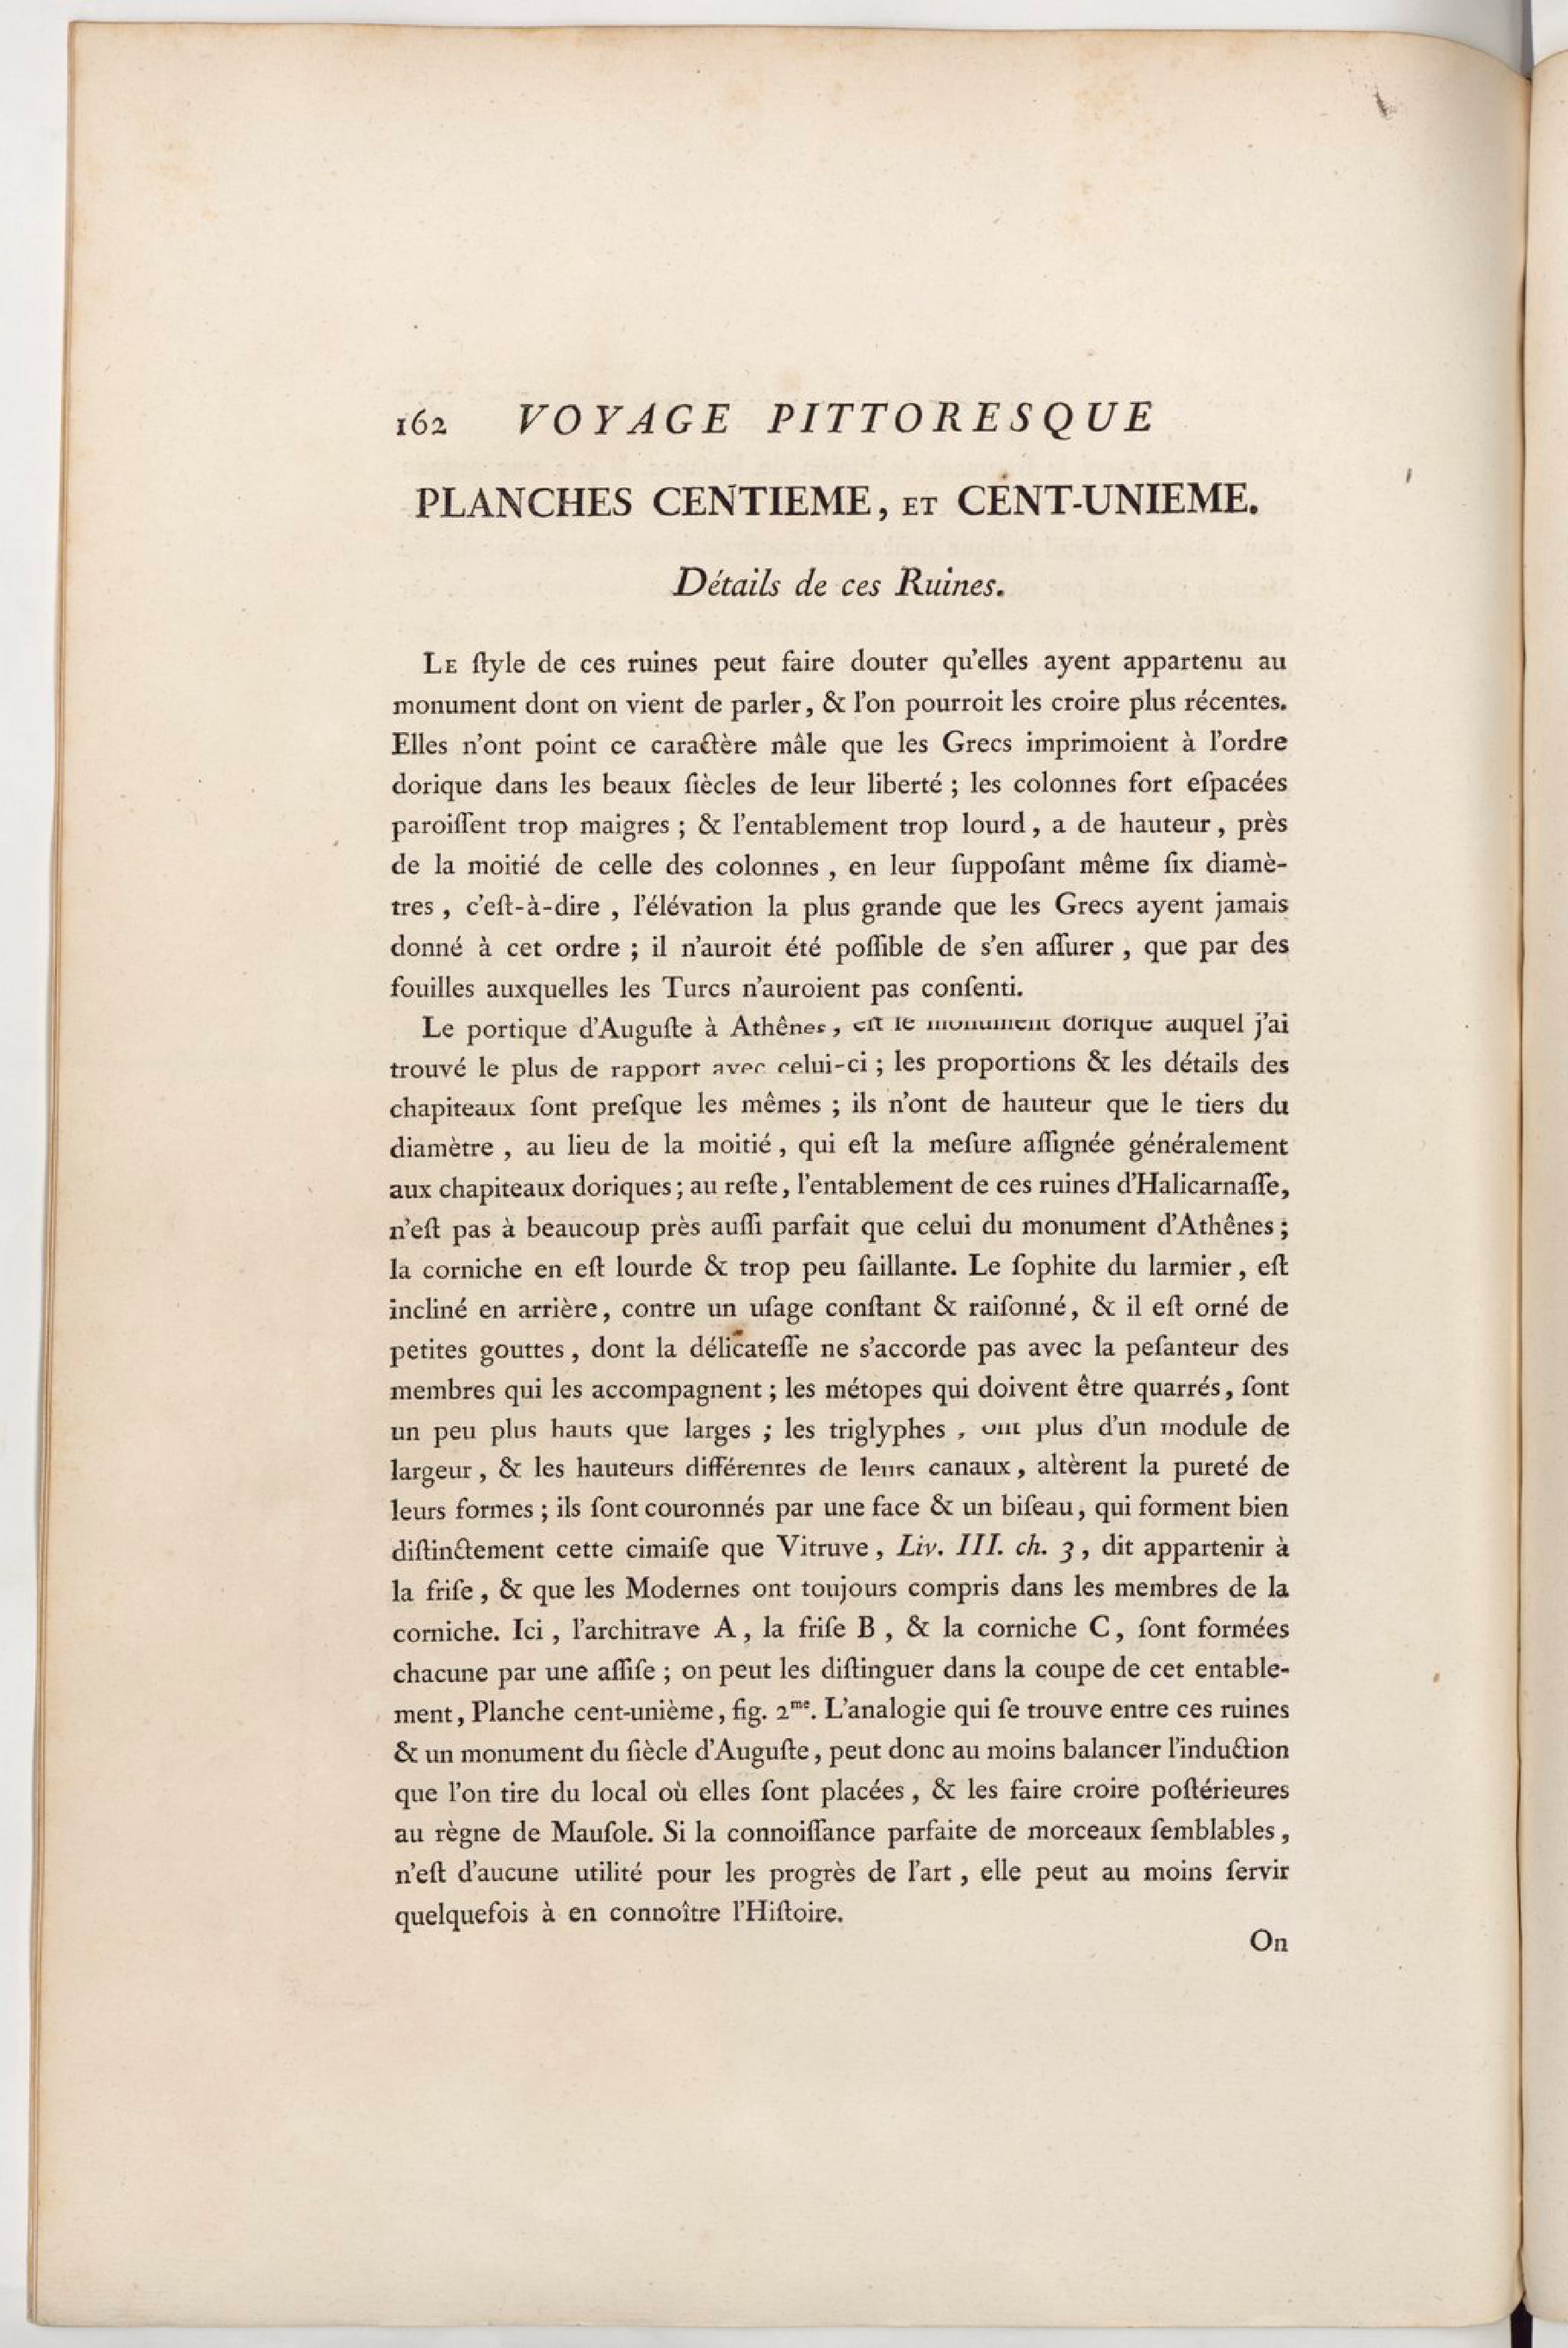 162 VOYAGE PITTORESQUE
PLANCHES CENTIEME, ET CENT-UNIEME.
Détails de ces Ruines.
LE ſtyle de ces ruines peut faire douter qu'elles ayent appartenu au
monument dont on vient de parler, & l'on pourroit les croire plus récentes.
Elles n'ont point ce caractère mâle que les Grecs imprimoient à l'ordre
dorique dans les beaux ſiècles de leur liberté ; les colonnes fort eſpacées
paroiſſent trop maigres ; & l'entablement trop lourd, a de hauteur, près
de la moitié de celle des colonnes, en leur ſuppoſant même ſix diamè-
tres, c'eſt-à-dire, l'élévation la plus grande que les Grecs ayent jamais
donné à cet ordre ; il n'auroit été poſſible de s'en aſſurer, que par des
fouilles auxquelles les Turcs n'auroient pas conſenti.
Le portique d'Auguſte à Athênes, eſt le monument dorique auquel j'ai
trouvé le plus de rapport avec celui-ci ; les proportions & les détails des
chapiteaux ſont preſque les mêmes ; ils n'ont de hauteur que le tiers du
diamètre, au lieu de la moitié, qui eſt la meſure aſſignée généralement
aux chapiteaux doriques ; au reſte, l'entablement de ces ruines d'Halicarnaſſe,
n'eſt pas à beaucoup près auſſi parfait que celui du monument d'Athênes ;
la corniche en eſt lourde & trop peu ſaillante. Le ſophite du larmier, eſt
incliné en arrière, contre un uſage conſtant & raiſonné, & il eſt orné de
petites gouttes, dont la délicateſſe ne s'accorde pas avec la peſanteur des
membres qui les accompagnent ; les métopes qui doivent être quarrés, ſont
un peu plus hauts que larges ; les triglyphes, ont plus d'un module de
largeur, & les hauteurs différentes de leurs canaux, altèrent la pureté de
leurs formes ; ils ſont couronnés par une face & un biſeau, qui forment bien
diſtinctement cette cimaiſe que Vitruve, Liv. III. ch. 3, dit appartenir à
la friſe, & que les Modernes ont toujours compris dans les membres de la
corniche. Ici, l'architrave A, la friſe B, & la corniche C, ſont formées
chacune par une aſſiſe ; on peut les diſtinguer dans la coupe de cet entable-
ment, Planche cent-unième, fig. 2me. L'analogie qui ſe trouve entre ces ruines
& un monument du ſiècle d'Auguſte, peut donc au moins balancer l'induction
que l'on tire du local où elles ſont placées, & les faire croire poſtérieures
au règne de Mauſole. Si la connoiſſance parfaite de morceaux ſemblables,
n'eſt d'aucune utilité pour les progrès de l'art, elle peut au moins ſervir
quelquefois à en connoître l'Hiſtoire.
On